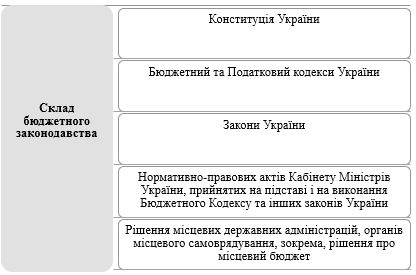 Склад
бюджетного
законодавства
Конституція України
Бюджетний та Податковий кодекси України
Закони України
Нормативно-правових актів Кабінету Міністрів
України, прийнятих на підставі і на виконання
Бюджетного Кодексу та інших законів України
Рішення місцевих державних адміністрацій, органів
місцевого самоврядування, зокрема, рішення про
місцевий бюджет